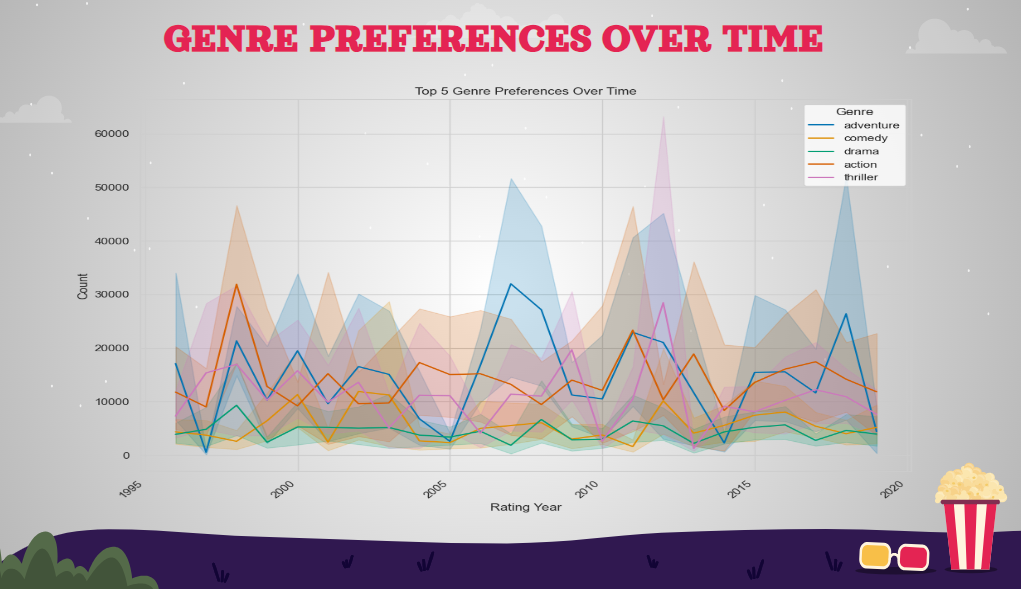 GENRE PREFERENCES OVER TIME
Top 5 Genre Preferences Over Time
Genre
adventure
comedy
drama
action
thriller
60000
50000
40000
30000
20000
10000
0
Count
1995
2000
2005
2010
2015
2020
Rating Year